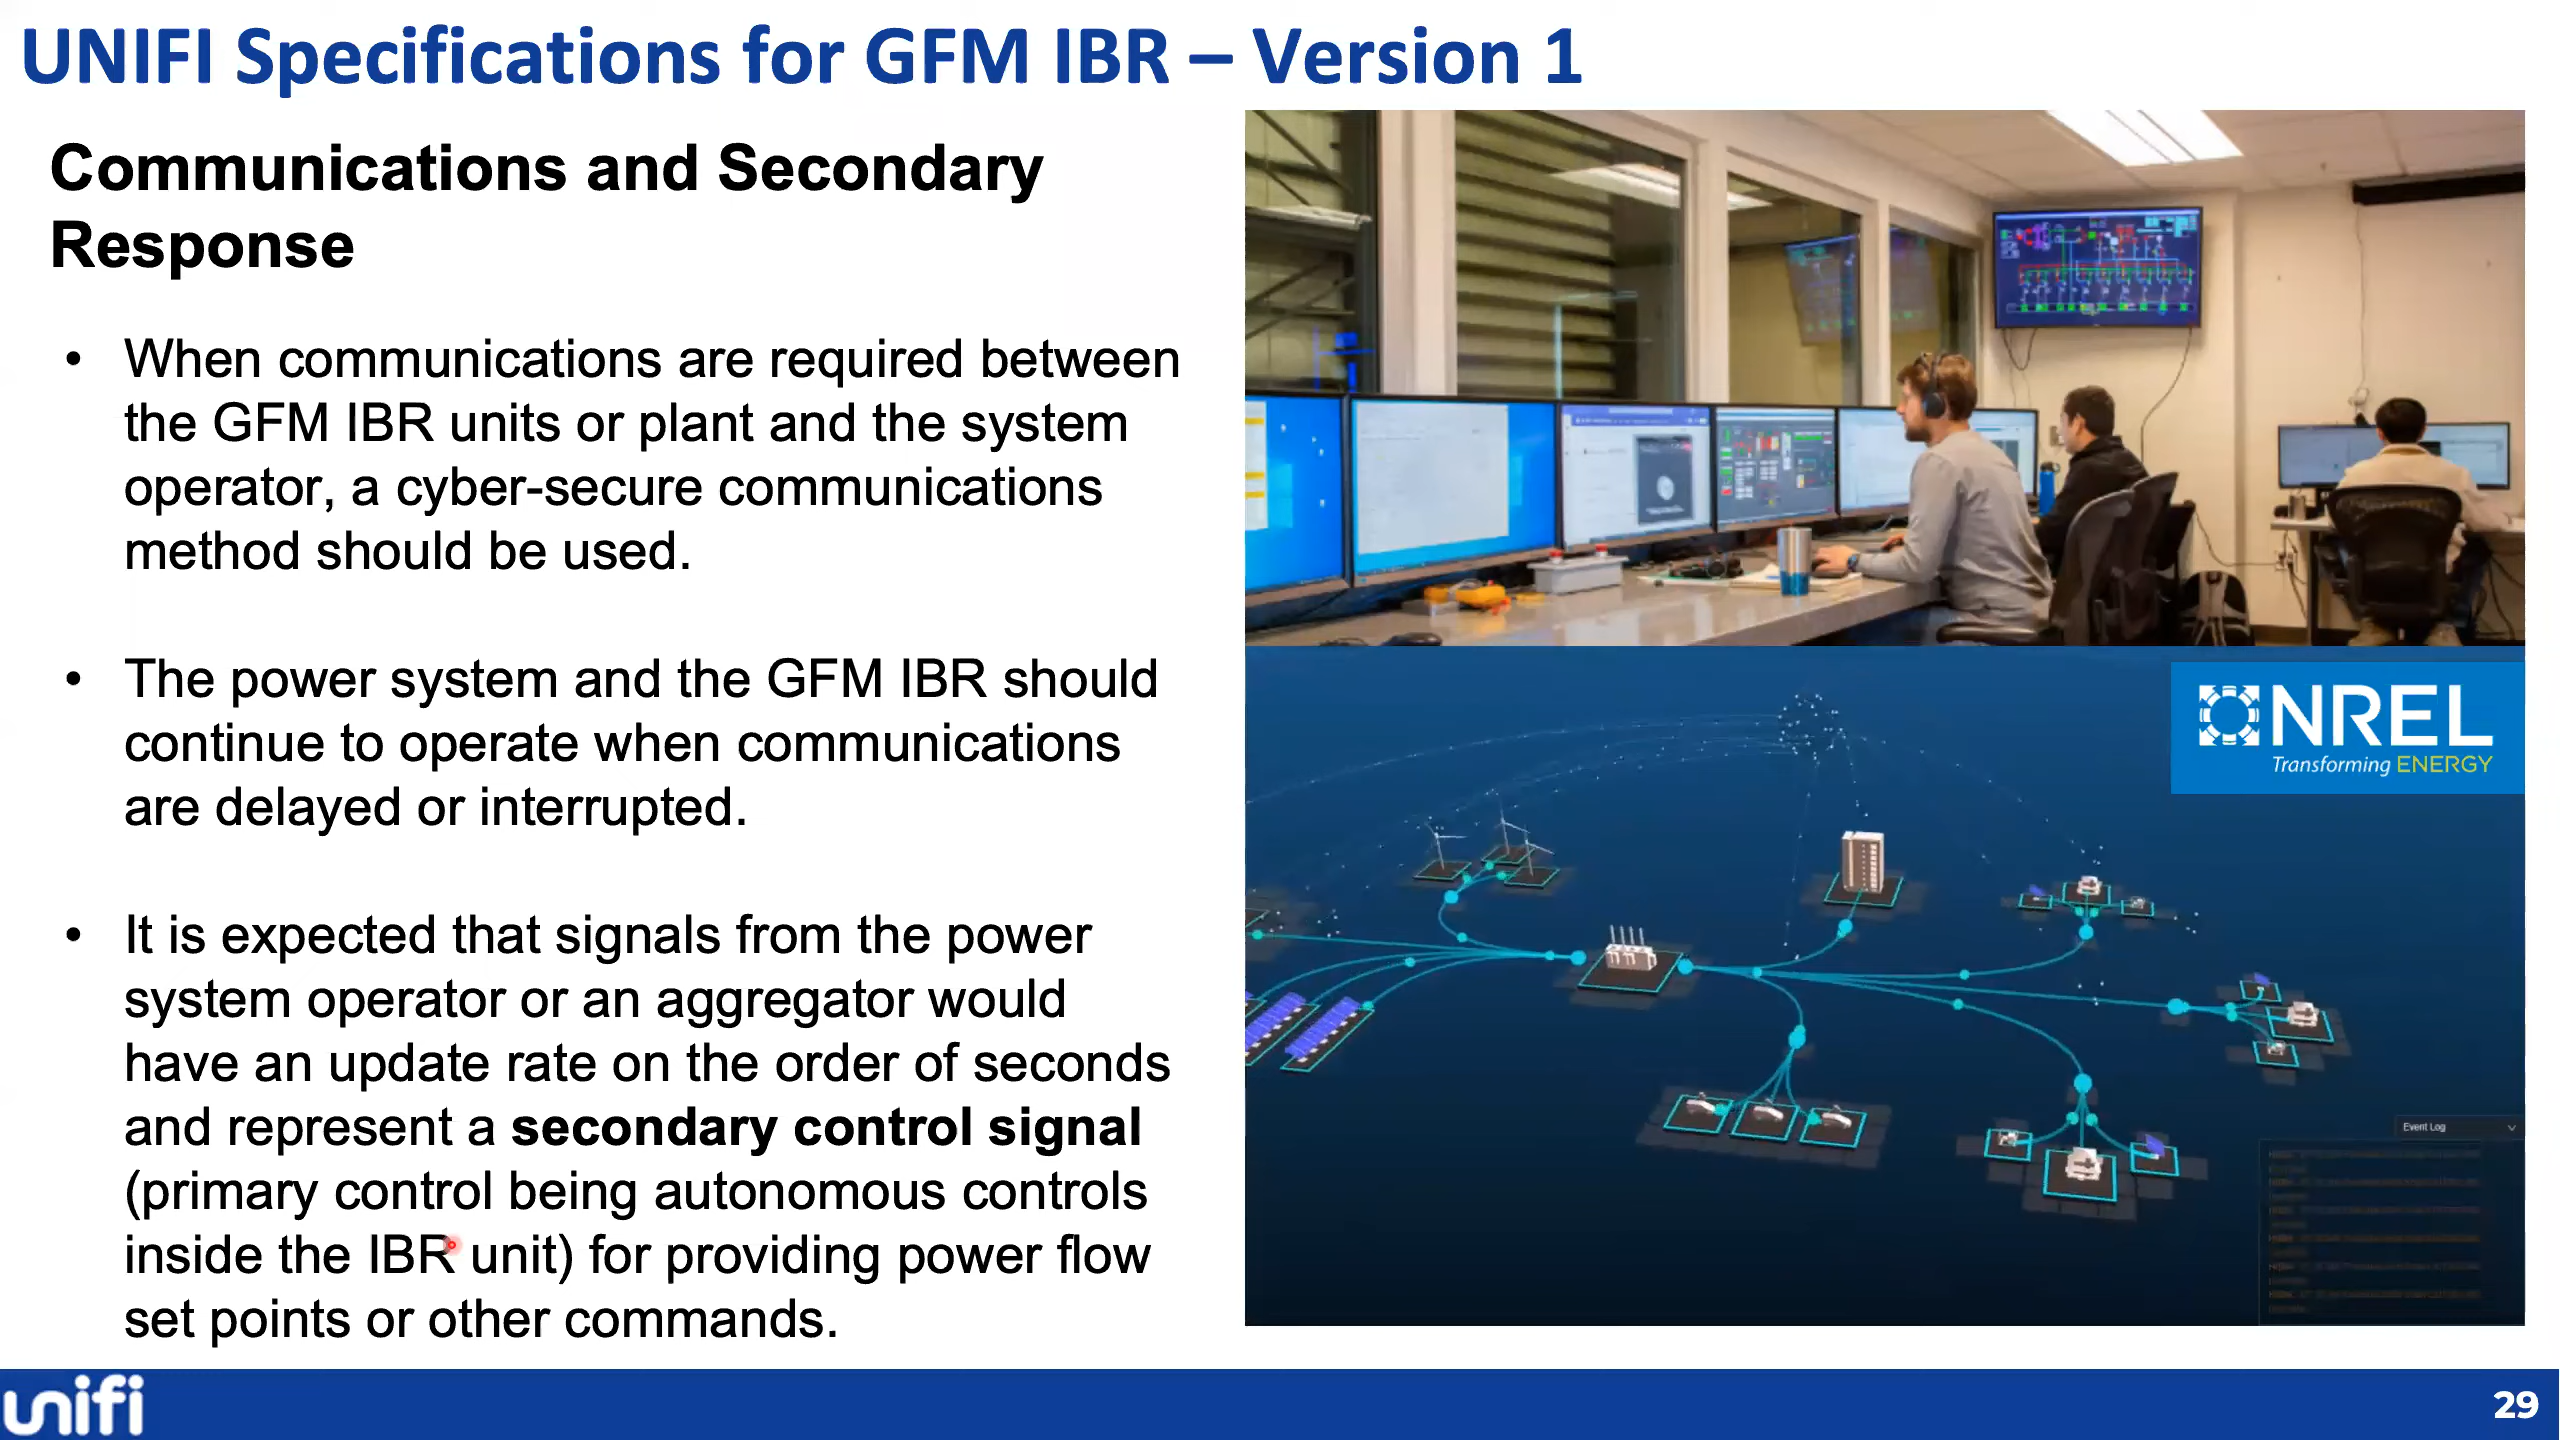 UNIFI Specifications for GFM IBR – Version 1
Communications and Secondary
Response
• When communications are required between
the GFM IBR units or plant and the system
operator, a cyber-secure communications
method should be used.
• The power system and the GFM IBR should
continue to operate when communications
are delayed or interrupted.
• It is expected that signals from the power
system operator or an aggregator would
have an update rate on the order of seconds
and represent a secondary control signal
(primary control being autonomous controls
inside the IBR unit) for providing power flow
set points or other commands.
NREL
Transforming ENERGY
Event Log
unifi
29